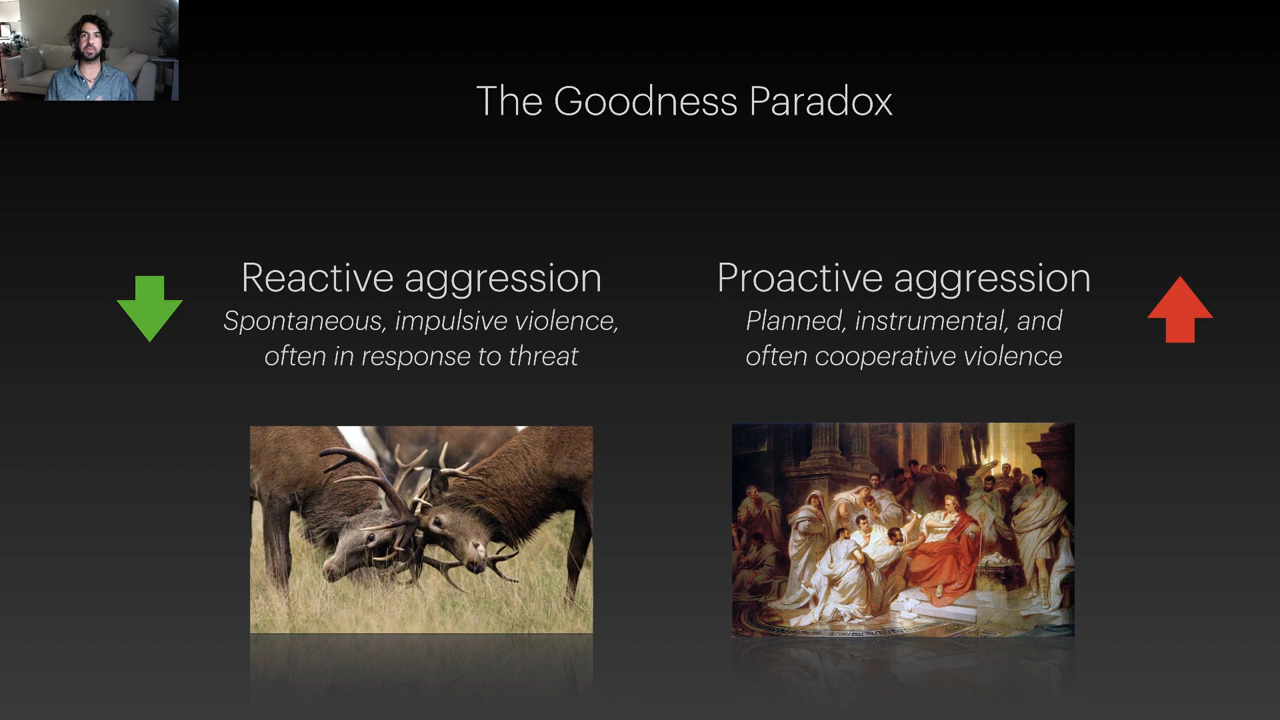 The Goodness Paradox
Reactive aggression
Spontaneous, impulsive violence,
often in response to threat
Proactive aggression
Planned, instrumental, and
often cooperative violence